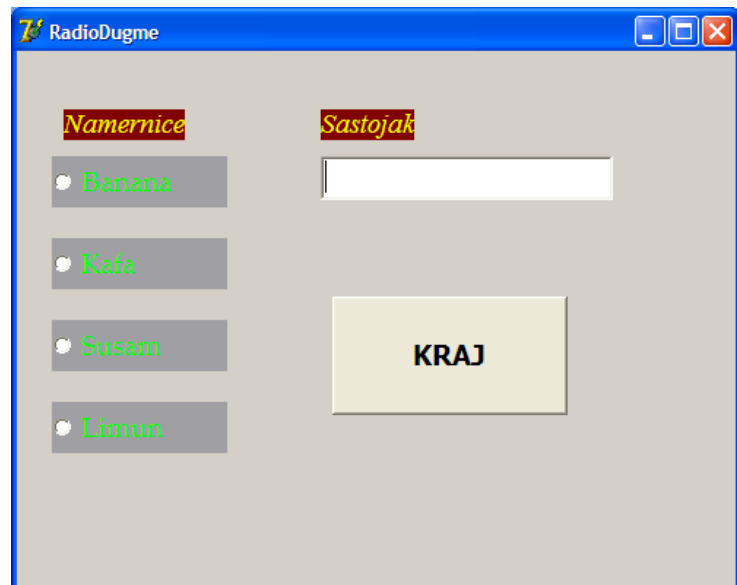 RadioDugme
Namernice
Sastojak
Banana
Kafa
Susam
KRAJ
Limun